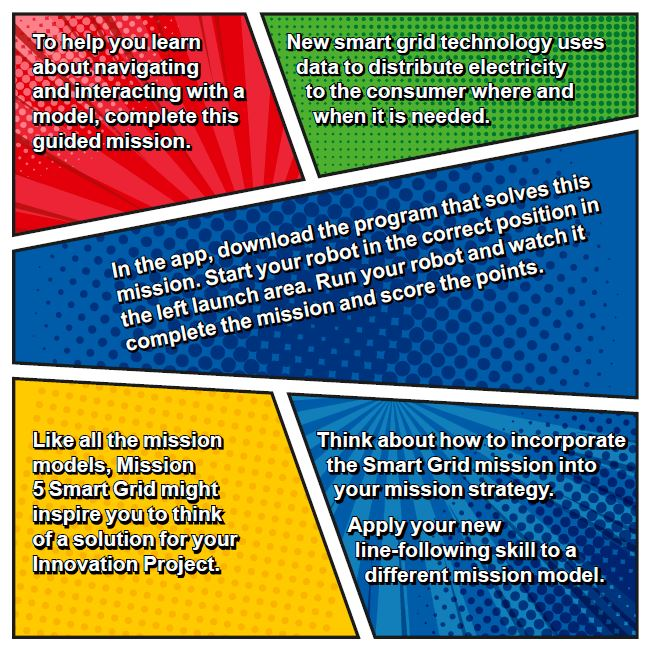 To help you learn
about navigating
and interacting with a
model, complete this
guided mission.
New smart grid technology uses
data to distribute electricity
to the consumer where and
when it is needed.
In the app, download the program that solves this
mission. Start your robot in the correct position in
the left launch area. Run your robot and watch it
complete the mission and score the points.
Like all the mission
models, Mission
5 Smart Grid might
inspire you to think
of a solution for your
Innovation Project.
Think about how to incorporate
the Smart Grid mission into
your mission strategy.
Apply your new
line-following skill to a
different mission model.